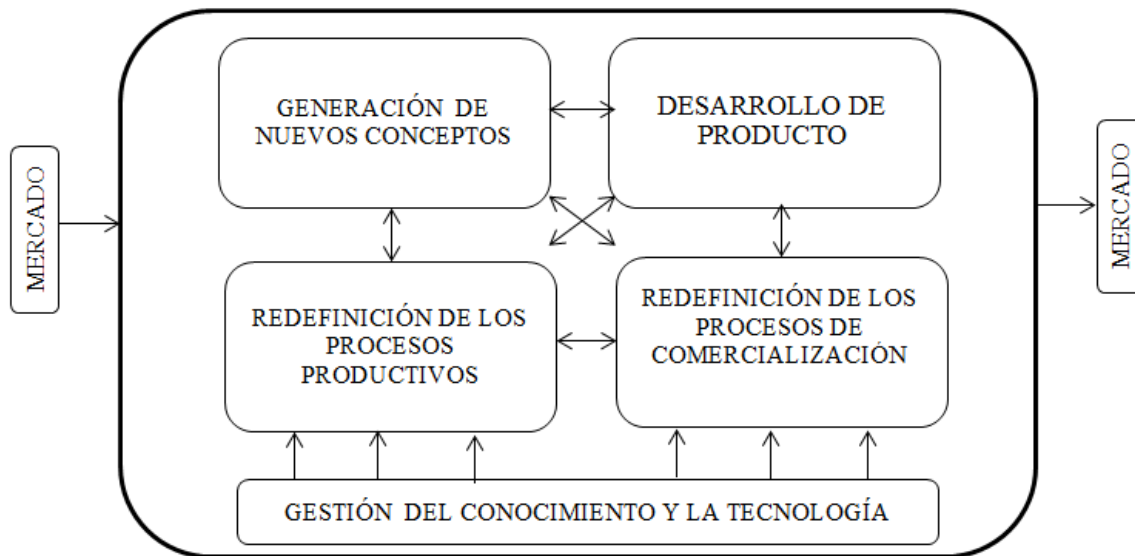 MERCADO
GENERACIÓN DE
NUEVOS CONCEPTOS
DESARROLLO DE
PRODUCTO
REDEFINICIÓN DE LOS
PROCESOS
PRODUCTIVOS
REDEFINICIÓN DE LOS
PROCESOS DE
COMERCIALIZACIÓN
GESTIÓN DEL CONOCIMIENTO Y LA TECNOLOGÍA
MERCADO